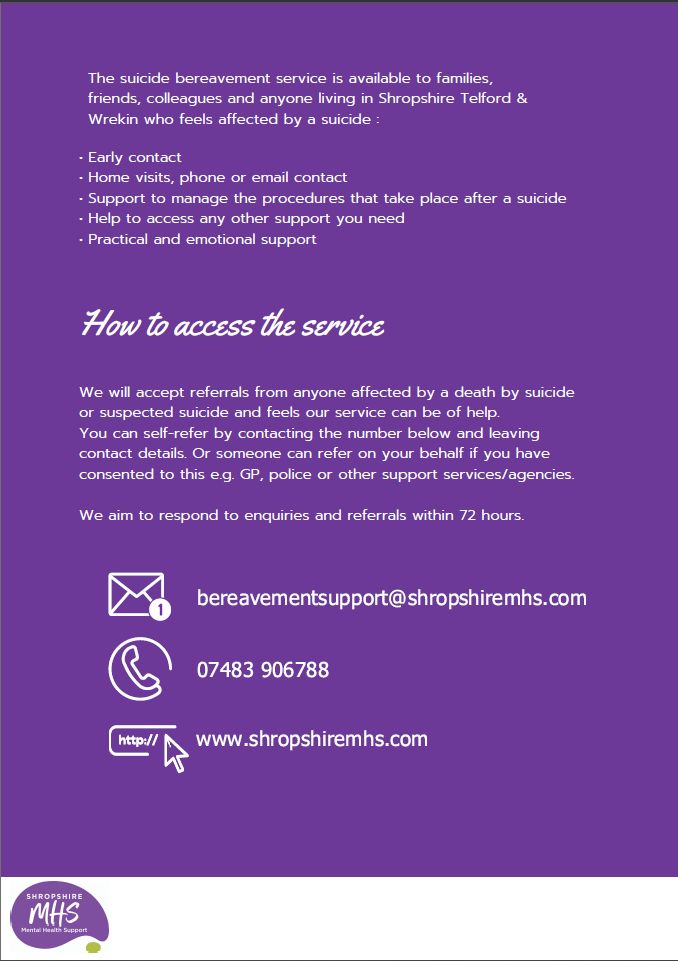 The suicide bereavement service is available to families,
friends, colleagues and anyone living in Shropshire Telford &
Wrekin who feels affected by a suicide :
• Early contact
• Home visits, phone or email contact
• Support to manage the procedures that take place after a suicide
• Help to access any other support you need
• Practical and emotional support
How to access the service
We will accept referrals from anyone affected by a death by suicide
or suspected suicide and feels our service can be of help.
You can self-refer by contacting the number below and leaving
contact details. Or someone can refer on your behalf if you have
consented to this e.g. GP, police or other support services/agencies.
We aim to respond to enquiries and referrals within 72 hours.
1
bereavementsupport@shropshiremhs.com
07483 906788
http://
www.shropshiremhs.com
SHROPSHIRE
MHS
Mental Health Support